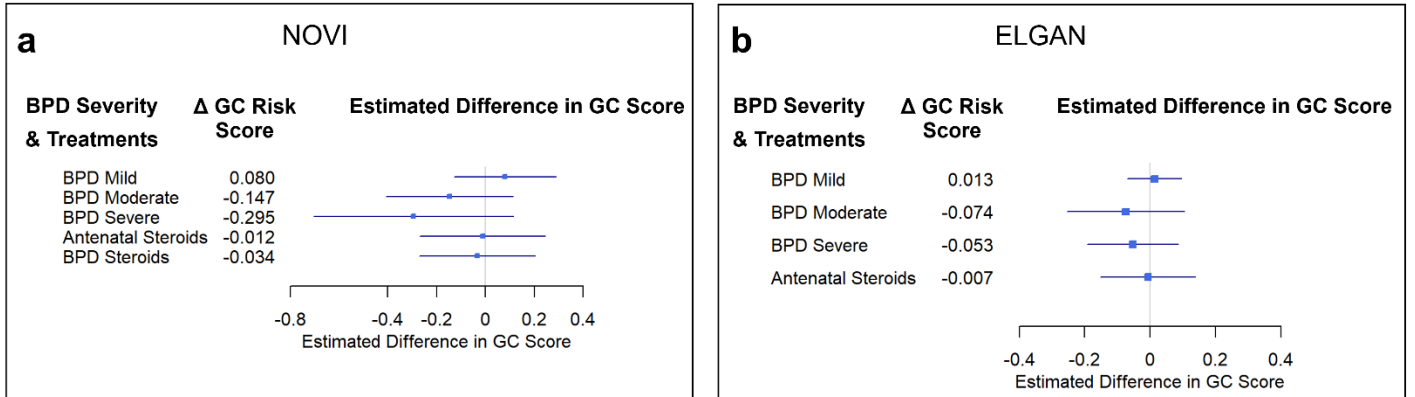 a
NOVI
BPD Severity
& Treatments
Δ GC Risk
Score
Estimated Difference in GC Score
BPD Mild 0.080
BPD Moderate -0.147
BPD Severe -0.295
Antenatal Steroids -0.012
BPD Steroids -0.034
-0.8 -0.4 -0.2 0 0.2 0.4
Estimated Difference in GC Score
b
ELGAN
BPD Severity
& Treatments
Δ GC Risk
Score
Estimated Difference in GC Score
BPD Mild 0.013
BPD Moderate -0.074
BPD Severe -0.053
Antenatal Steroids -0.007
-0.4 -0.2 0 0.2 0.4
Estimated Difference in GC Score